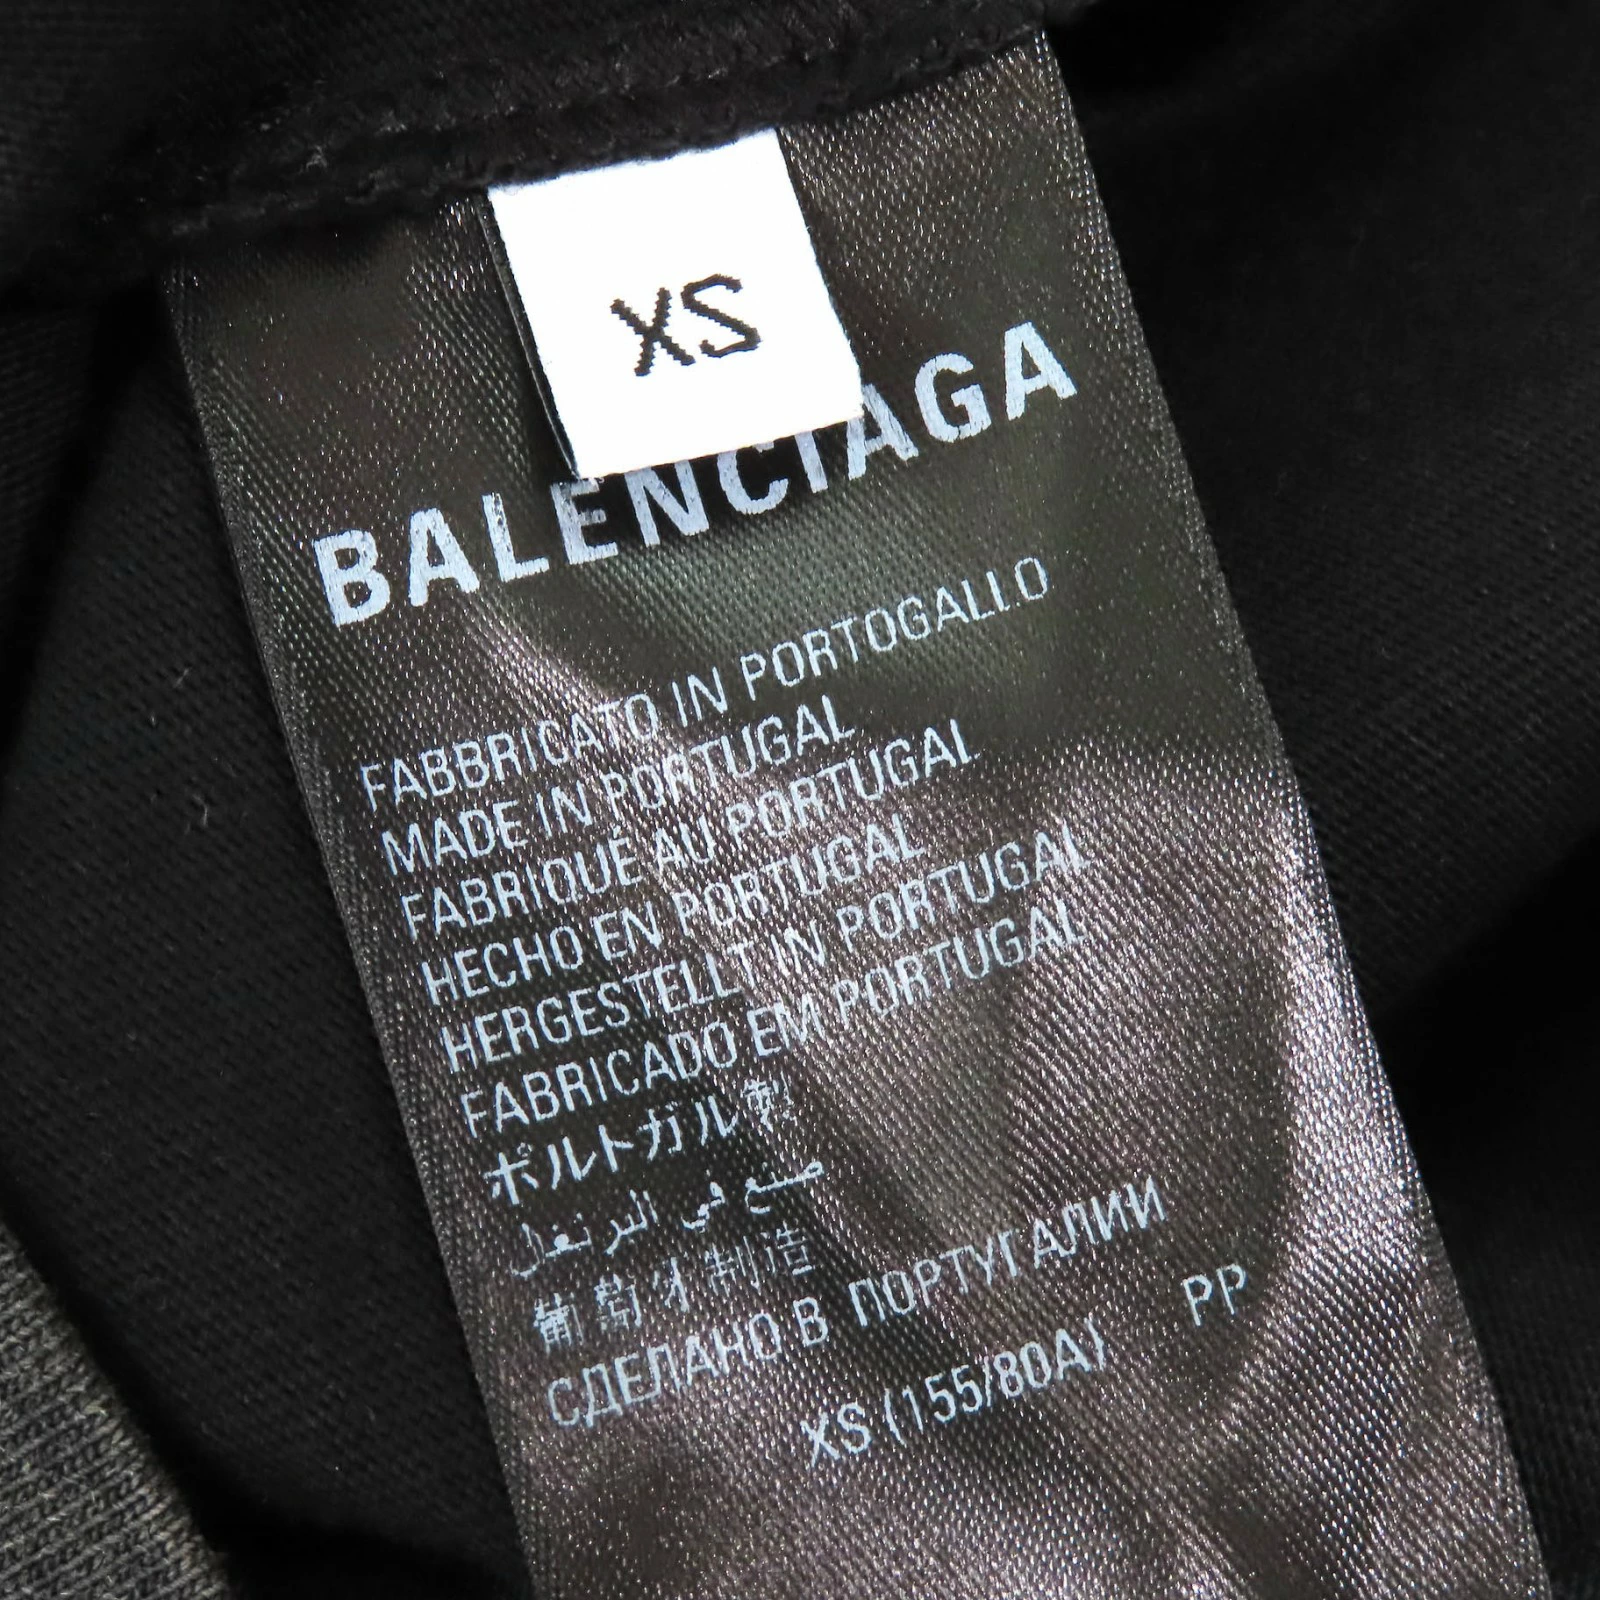 XS
BALENCIAGA
FABBRICATO IN PORTOGALLO
MADE IN PORTUGAL
FABRIQUÉ AU PORTUGAL
HECHO EN PORTUGAL
HERGESTELLT IN PORTUGAL
FABRICADO EM PORTUGAL
ポルトガル製
صنع في البرتغال
葡萄牙制造
СДЕЛАНО В ПОРТУГАЛИИ
XS (155/80A) PP